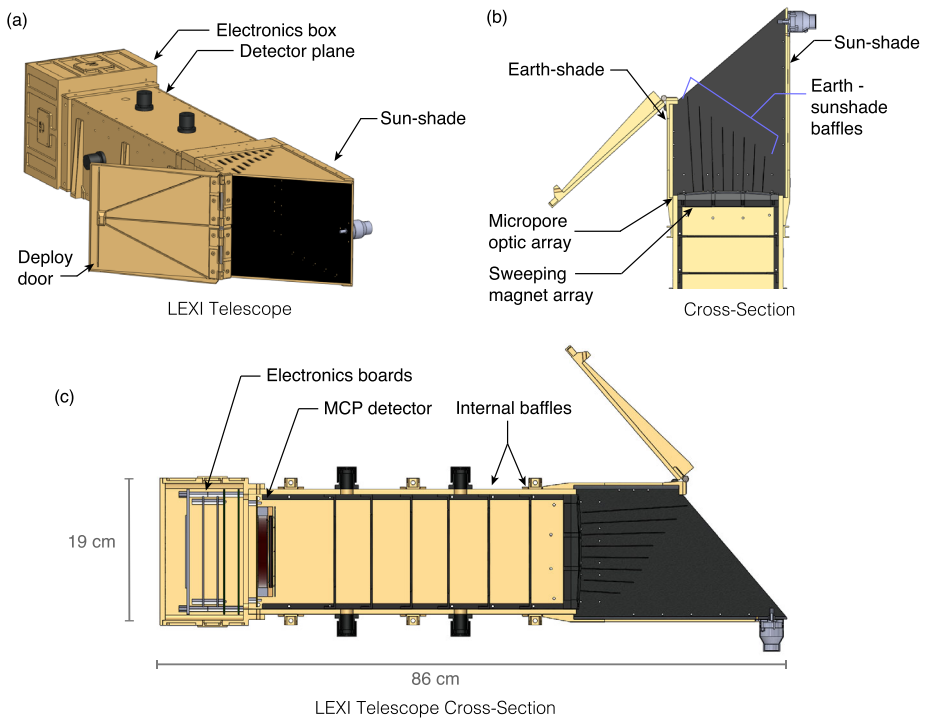 (a)
Electronics box
Detector plane
Sun-shade
Deploy
door
LEXI Telescope
(b)
Sun-shade
Earth-shade
Earth -
sunshade
baffles
Micropore
optic array
Sweeping
magnet array
Cross-Section
(c)
Electronics boards
MCP detector
Internal baffles
19 cm
86 cm
LEXI Telescope Cross-Section